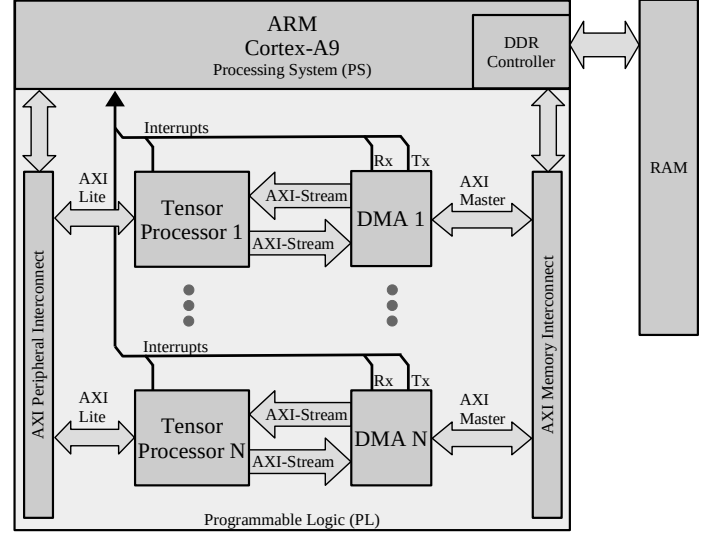 ARM
Cortex-A9
Processing System (PS)
DDR
Controller
RAM
Interrupts
Rx
Tx
AXI
Lite
Tensor
Processor 1
AXI-Stream
AXI-Stream
DMA 1
AXI
Master
AXI Peripheral Interconnect
AXI Memory Interconnect
Interrupts
Rx
Tx
AXI
Lite
Tensor
Processor N
AXI-Stream
AXI-Stream
DMA N
AXI
Master
Programmable Logic (PL)